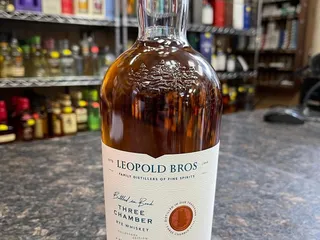 LEOPOLD BROS
FAMILY DISTILLERS OF FINE SPIRITS
Bottled in Bond
THREE
CHAMBER
RYE WHISKEY